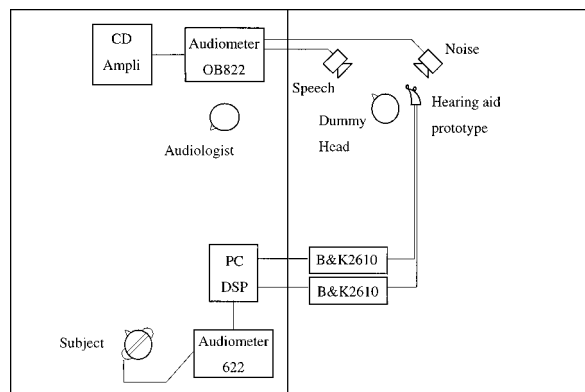 CD
Ampli
Audiometer
OB822
Noise
Speech
Hearing aid
prototype
Dummy
Head
Audiologist
PC
DSP
B&K2610
B&K2610
Subject
Audiometer
622